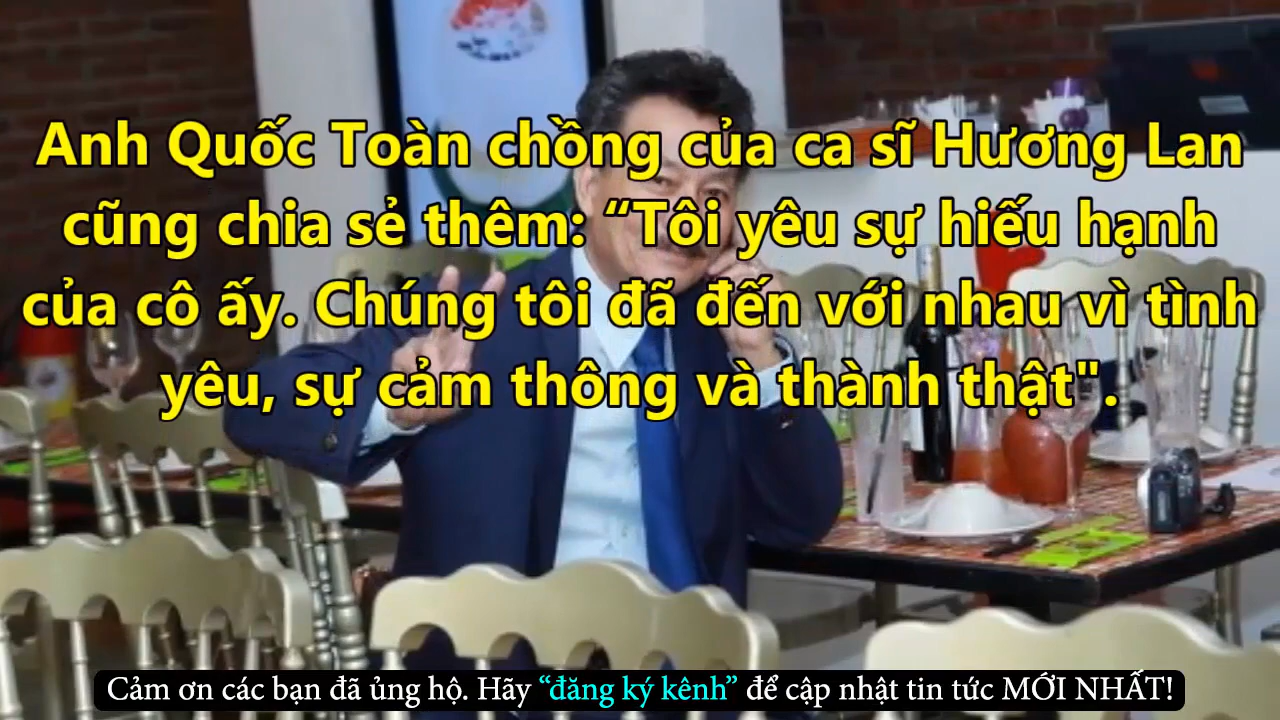 Anh Quốc Toàn chồng của ca sĩ Hương Lan
cũng chia sẻ thêm: “Tôi yêu sự hiếu hạnh
của cô ấy. Chúng tôi đã đến với nhau vì tình
yêu, sự cảm thông và thành thật".
Cảm ơn các bạn đã ủng hộ. Hãy “đăng ký kênh” để cập nhật tin tức MỚI NHẤT!